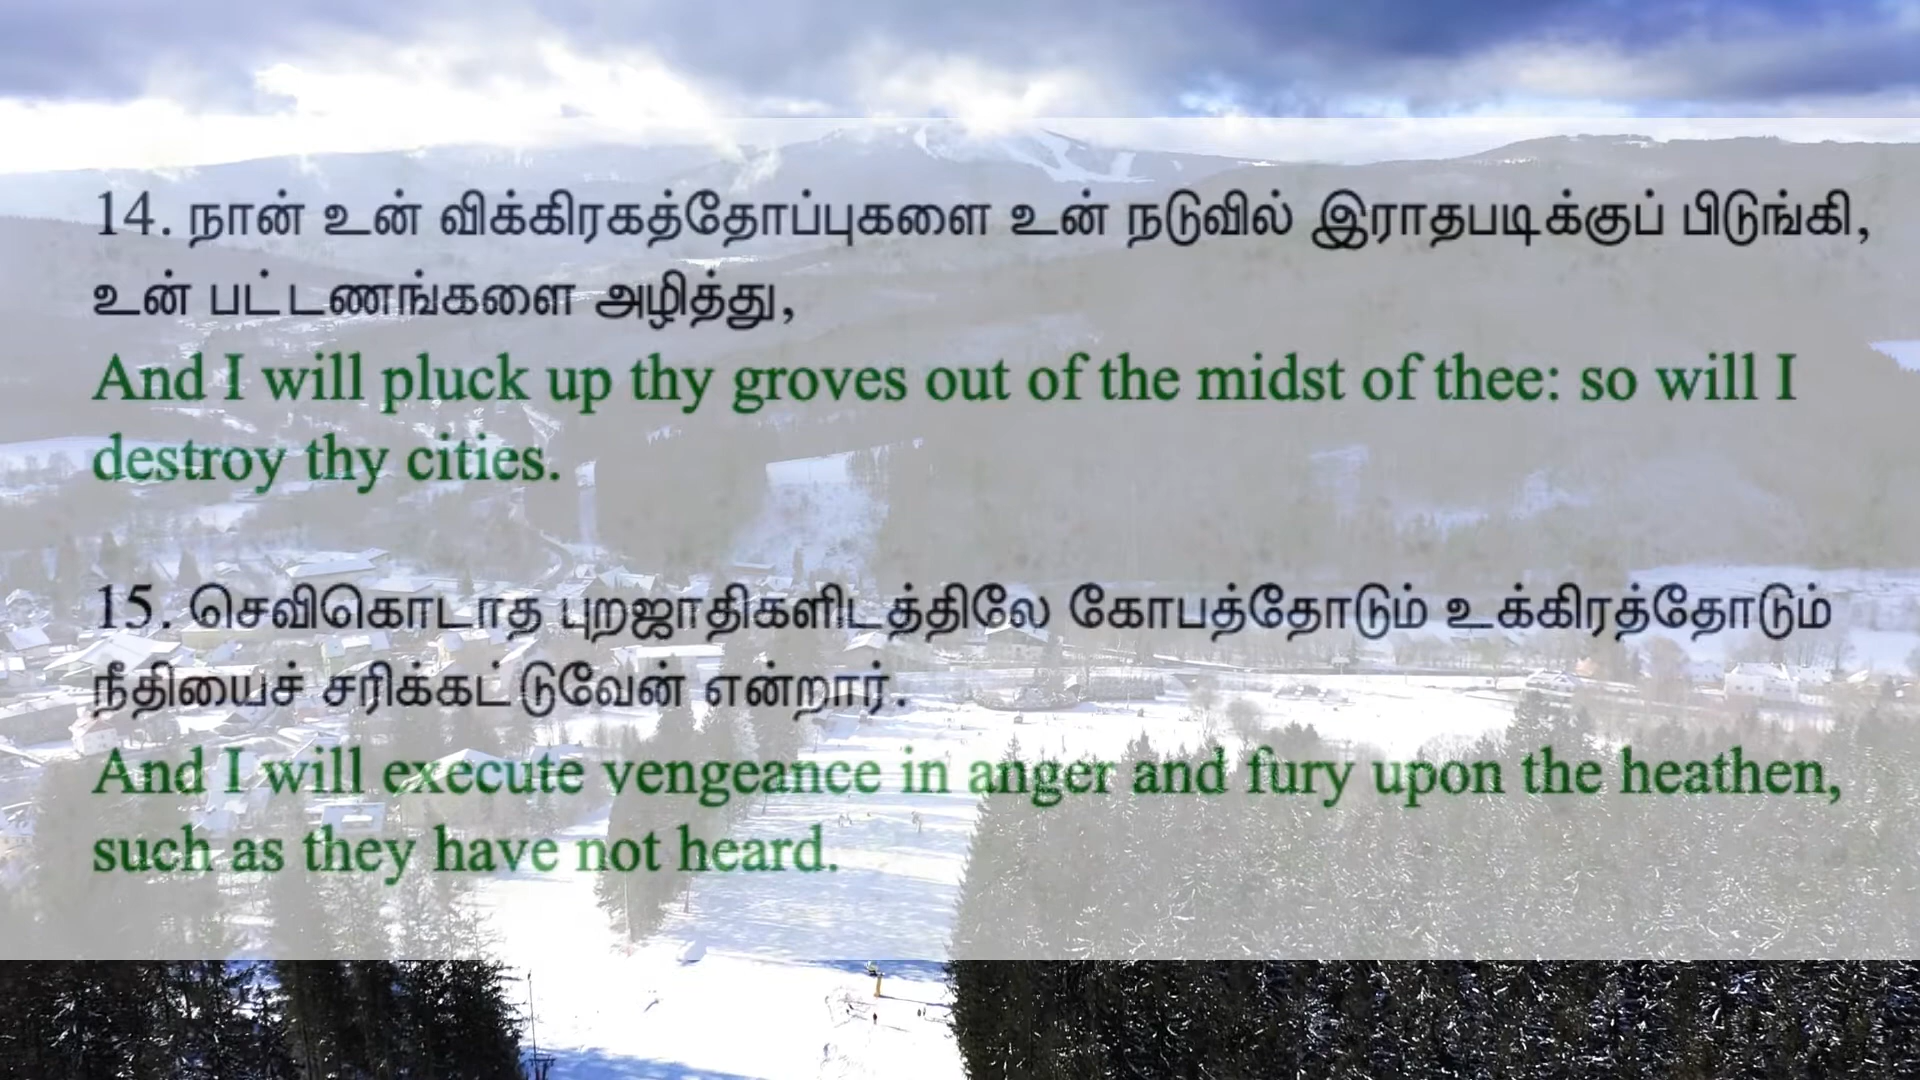 14. நான் உன் விக்கிரகத்தோப்புகளை உன் நடுவில் இராதபடிக்குப் பிடுங்கி,
உன் பட்டணங்களை அழித்து,
And I will pluck up thy groves out of the midst of thee: so will I
destroy thy cities.
15. செவிகொடாத புறஜாதிகளிடத்திலே கோபத்தோடும் உக்கிரத்தோடும்
நீதியைச் சரிக்கட்டுவேன் என்றார்.
And I will execute vengeance in anger and fury upon the heathen,
such as they have not heard.